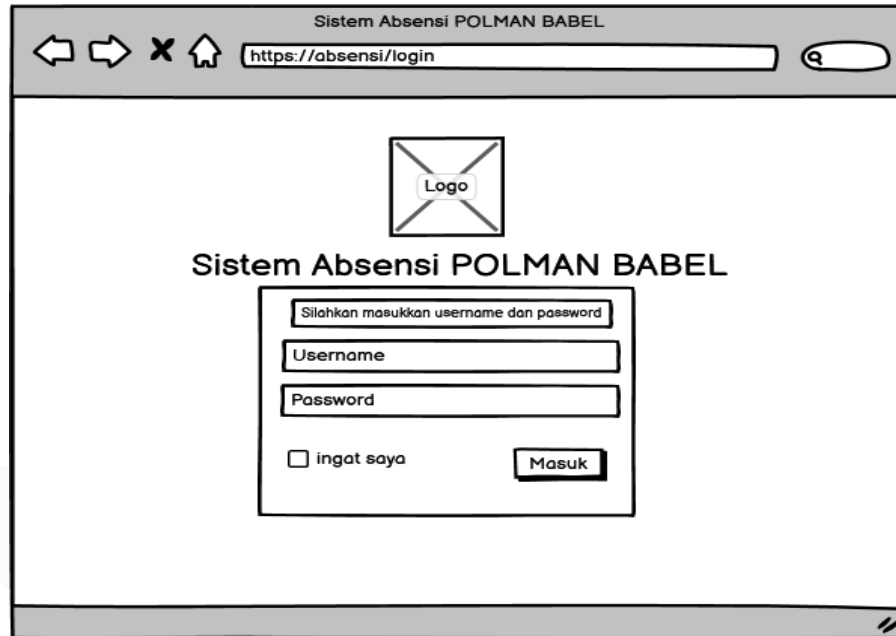 Sistem Absensi POLMAN BABEL
https://absensi/login
Logo
Sistem Absensi POLMAN BABEL
Silahkan masukkan username dan password
Username
Password
ingat saya
Masuk